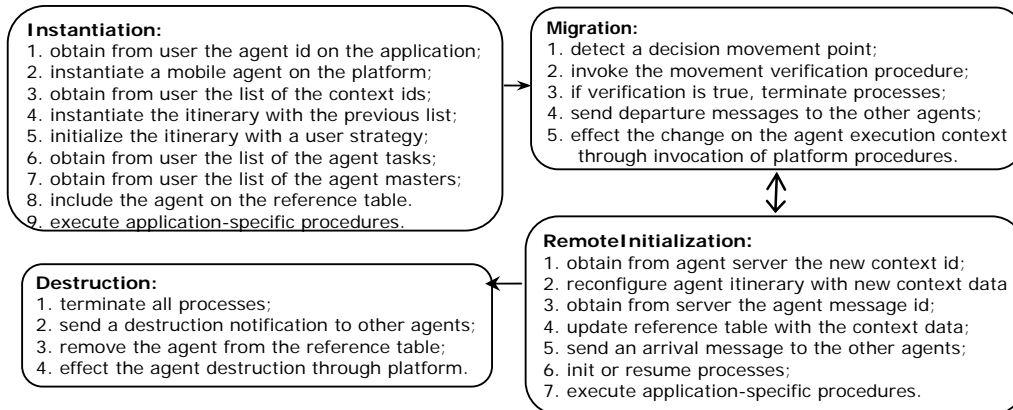 Instantiation:
1. obtain from user the agent id on the application;
2. instantiate a mobile agent on the platform;
3. obtain from user the list of the context ids;
4. instantiate the itinerary with the previous list;
5. initialize the itinerary with a user strategy;
6. obtain from user the list of the agent tasks;
7. obtain from user the list of the agent masters;
8. include the agent on the reference table.
9. execute application-specific procedures.
Migration:
1. detect a decision movement point;
2. invoke the movement verification procedure;
3. if verification is true, terminate processes;
4. send departure messages to the other agents;
5. effect the change on the agent execution context
through invocation of platform procedures.
RemoteInitialization:
1. obtain from agent server the new context id;
2. reconfigure agent itinerary with new context data
3. obtain from server the agent message id;
4. update reference table with the context data;
5. send an arrival message to the other agents;
6. init or resume processes;
7. execute application-specific procedures.
Destruction:
1. terminate all processes;
2. send a destruction notification to other agents;
3. remove the agent from the reference table;
4. effect the agent destruction through platform.